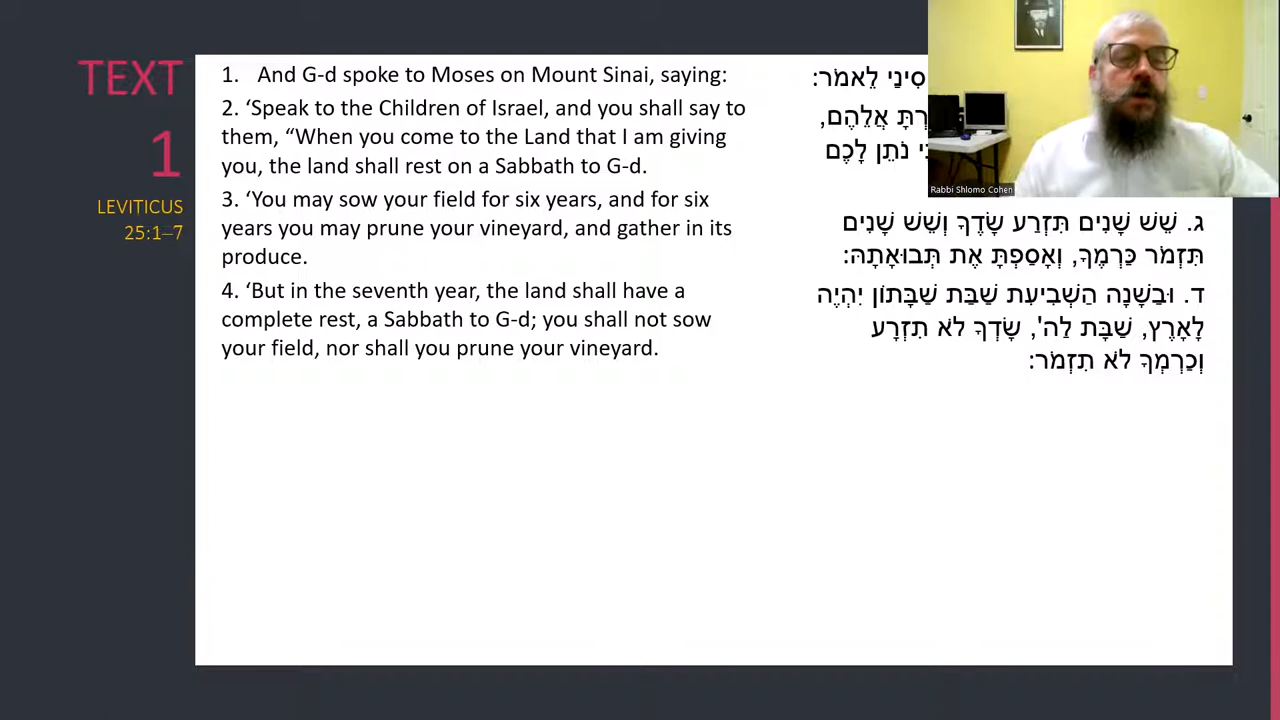 TEXT
1
LEVITICUS
25:1–7
1. And G-d spoke to Moses on Mount Sinai, saying:
2. ‘Speak to the Children of Israel, and you shall say to
them, “When you come to the Land that I am giving
you, the land shall rest on a Sabbath to G-d.
3. ‘You may sow your field for six years, and for six
years you may prune your vineyard, and gather in its
produce.
4. ‘But in the seventh year, the land shall have a
complete rest, a Sabbath to G-d; you shall not sow
your field, nor shall you prune your vineyard.
סִינַי לֵאמֹר:
אֲלֵהֶם,
נֹתֵן לָכֶם
ג. שֵׁשׁ שָׁנִים תִּזְרַע שָׂדֶךָ וְשֵׁשׁ שָׁנִים
תִּזְמֹר כַּרְמֶךָ, וְאָסַפְתָּ אֶת תְּבוּאָתָהּ:
ד. וּבַשָּׁנָה הַשְּׁבִיעִת שַׁבַּת שַׁבָּתוֹן יִהְיֶה
לָאָרֶץ, שַׁבָּת לַה', שָׂדְךָ לֹא תִזְרָע
וְכַרְמְךָ לֹא תִזְמֹר:
Rabbi Shlomo Cohen